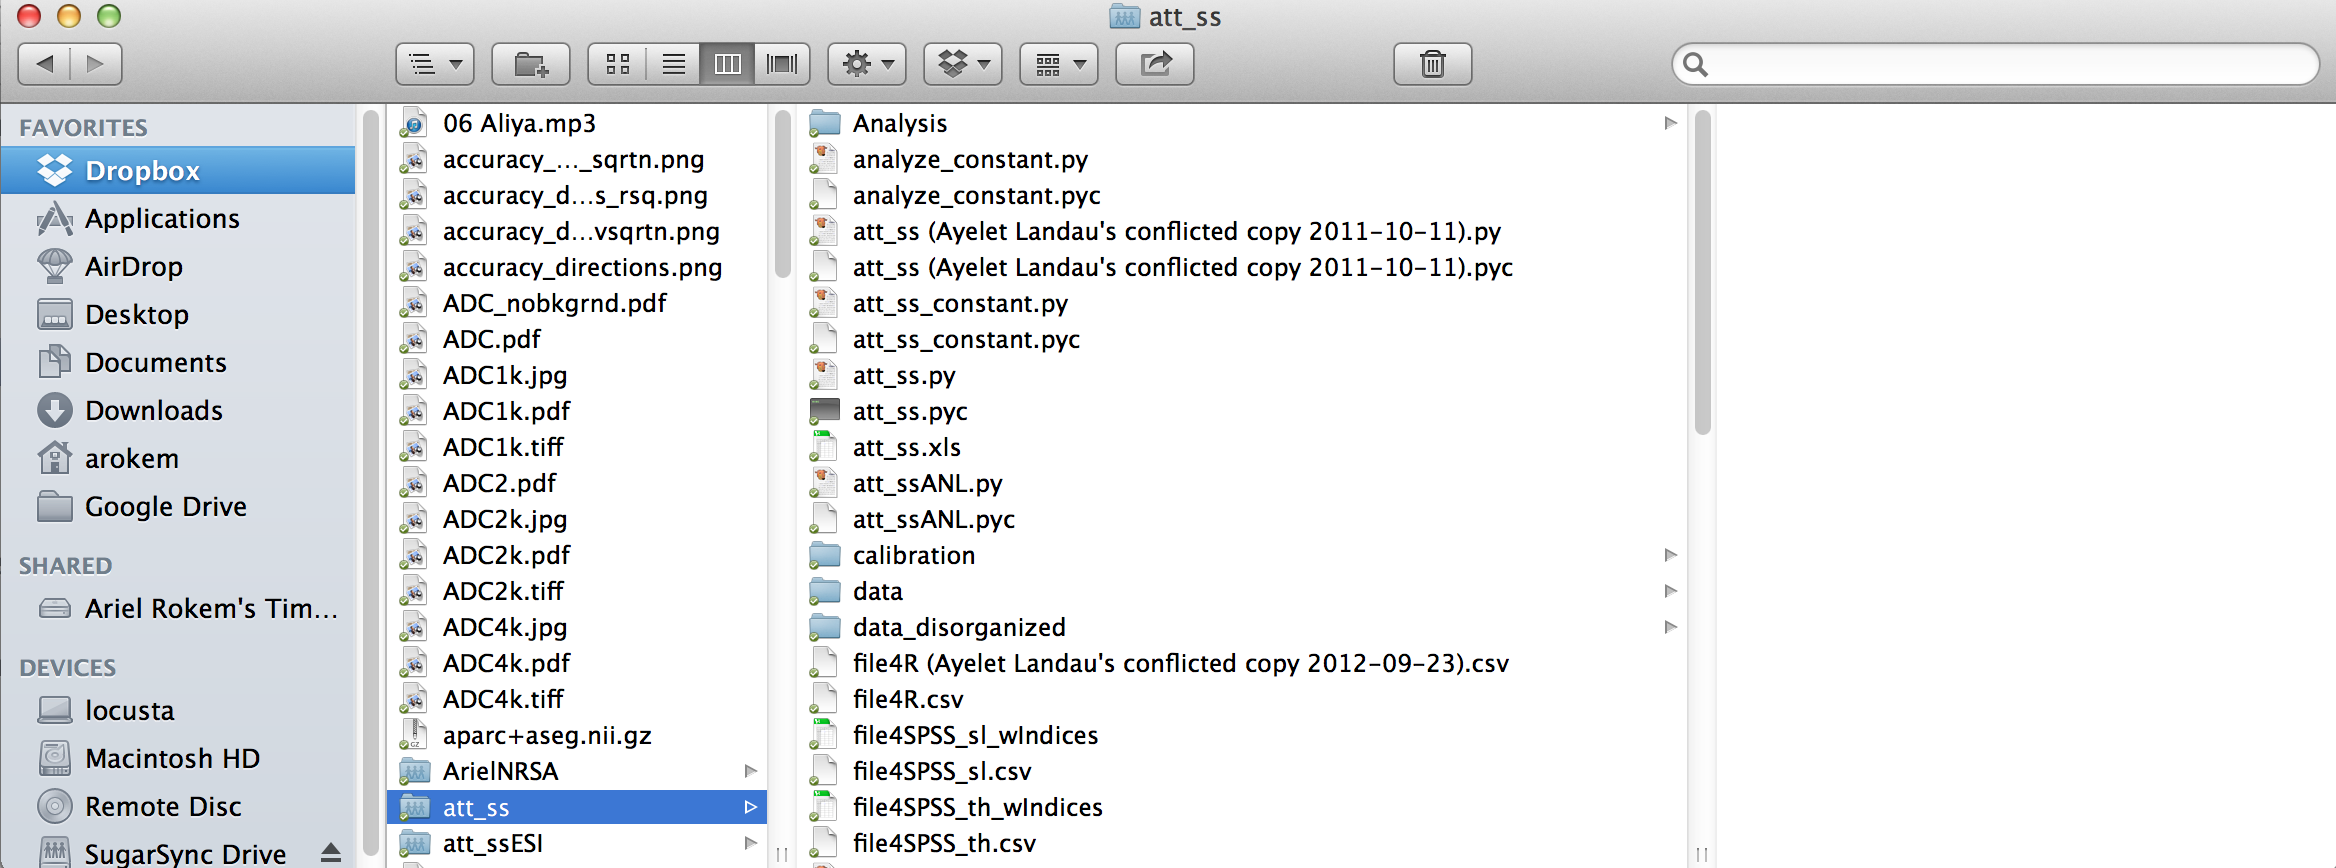 att_ss
FAVORITES
Dropbox
Applications
AirDrop
Desktop
Documents
Downloads
arokem
Google Drive
SHARED
Ariel Rokem's Tim...
DEVICES
locusta
Macintosh HD
Remote Disc
SugarSync Drive
06 Aliya.mp3
accuracy_..._sqrtn.png
accuracy_d...s_rsq.png
accuracy_d...vsqrtn.png
accuracy_directions.png
ADC_nobkgrnd.pdf
ADC.pdf
ADC1k.jpg
ADC1k.pdf
ADC1k.tiff
ADC2.pdf
ADC2k.jpg
ADC2k.pdf
ADC2k.tiff
ADC4k.jpg
ADC4k.pdf
ADC4k.tiff
aparc+aseg.nii.gz
ArielNRSA
att_ss
att_ssESI
Analysis
analyze_constant.py
analyze_constant.pyc
att_ss (Ayelet Landau's conflicted copy 2011-10-11).py
att_ss (Ayelet Landau's conflicted copy 2011-10-11).pyc
att_ss_constant.py
att_ss_constant.pyc
att_ss.py
att_ss.pyc
att_ss.xls
att_ssANL.py
att_ssANL.pyc
calibration
data
data_disorganized
file4R (Ayelet Landau's conflicted copy 2012-09-23).csv
file4R.csv
file4SPSS_sl_wIndices
file4SPSS_sl.csv
file4SPSS_th_wIndices
file4SPSS_th.csv